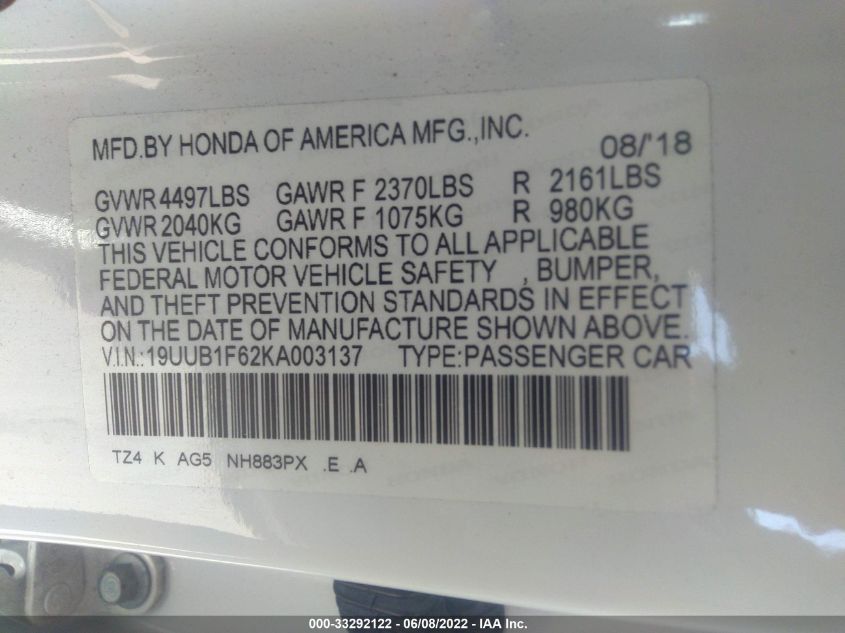 MFD.BY HONDA OF AMERICA MFG.,INC. 08/'18
GVWR 4497LBS GAWR F 2370LBS R 2161LBS
GVWR 2040KG GAWR F 1075KG R 980KG
THIS VEHICLE CONFORMS TO ALL APPLICABLE
FEDERAL MOTOR VEHICLE SAFETY , BUMPER,
AND THEFT PREVENTION STANDARDS IN EFFECT
ON THE DATE OF MANUFACTURE SHOWN ABOVE.
V.I.N.:19UUB1F62KA003137 TYPE:PASSENGER CAR
TZ4 K AG5 NH883PX .E .A
000-33292122 - 06/08/2022 - IAA Inc.